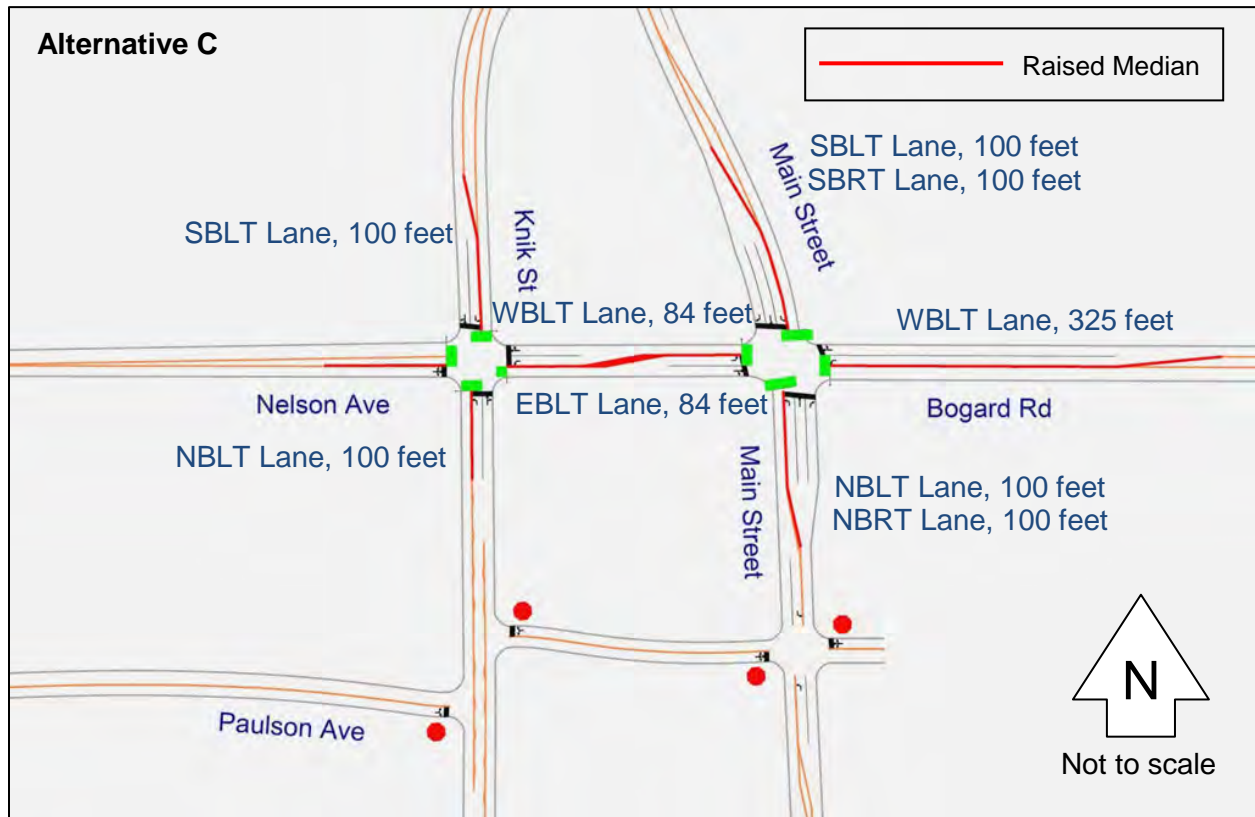 Alternative C
Raised Median
SBLT Lane, 100 feet
SBRT Lane, 100 feet
Main Street
SBLT Lane, 100 feet
Knik St
WBLT Lane, 84 feet
WBLT Lane, 325 feet
Nelson Ave
EBLT Lane, 84 feet
Bogard Rd
NBLT Lane, 100 feet
Main Street
NBLT Lane, 100 feet
NBRT Lane, 100 feet
Paulson Ave
N
Not to scale